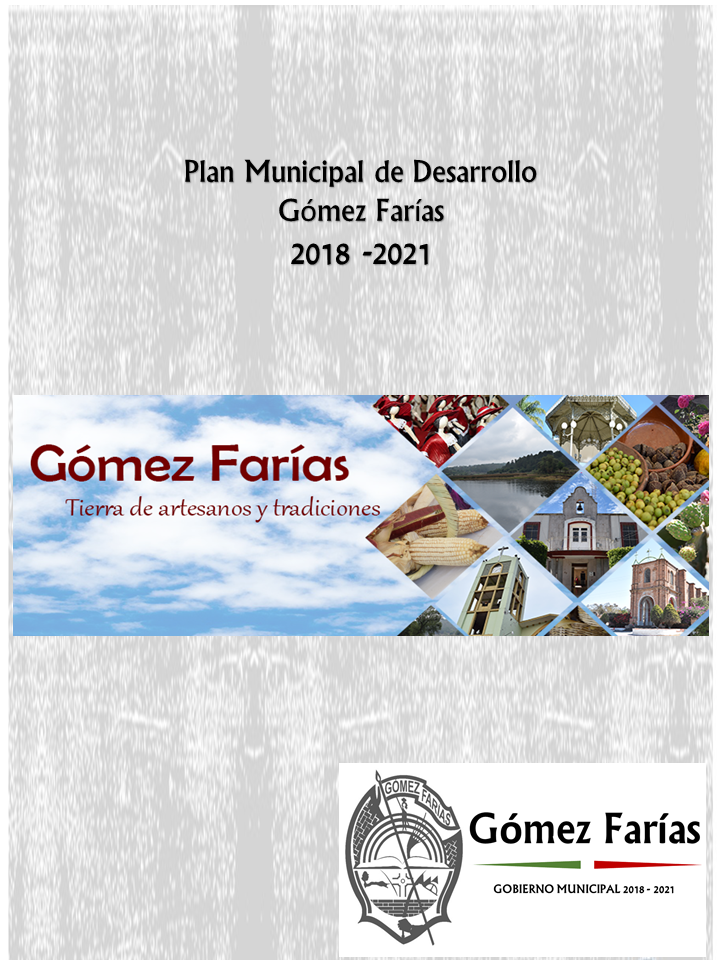 Plan Municipal de Desarrollo
Gómez Farías
2018 -2021
Gómez Farías
Tierra de artesanos y tradiciones
GOMEZ FARIAS
Gómez Farías
GOBIERNO MUNICIPAL 2018 - 2021